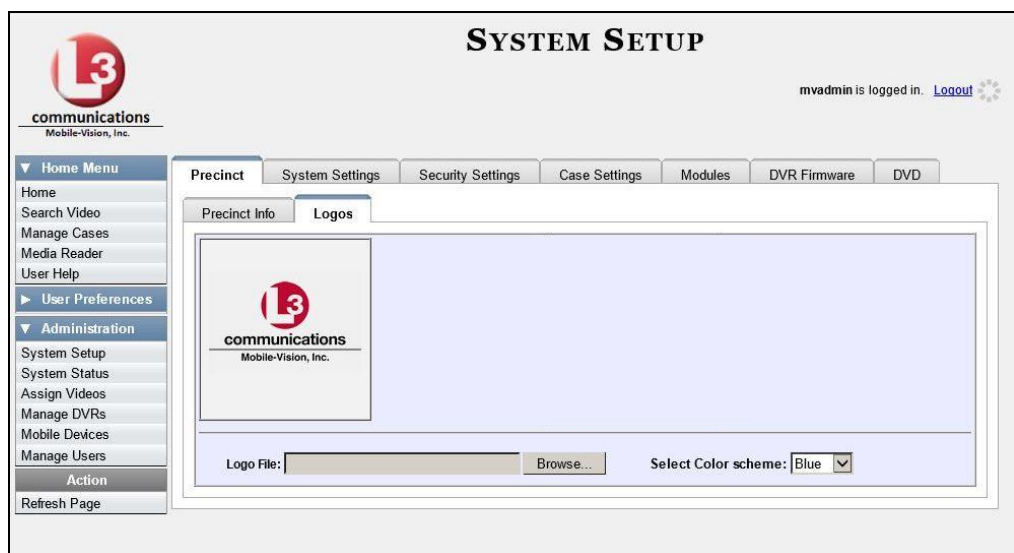 L3
communications
Mobile-Vision, Inc.
SYSTEM SETUP
mvadmin is logged in. Logout
▼ Home Menu
Home
Search Video
Manage Cases
Media Reader
User Help
► User Preferences
▼ Administration
System Setup
System Status
Assign Videos
Manage DVRs
Mobile Devices
Manage Users
Action
Refresh Page
Precinct System Settings Security Settings Case Settings Modules DVR Firmware DVD
Precinct Info Logos
L3
communications
Mobile-Vision, Inc.
Logo File: Browse... Select Color scheme: Blue